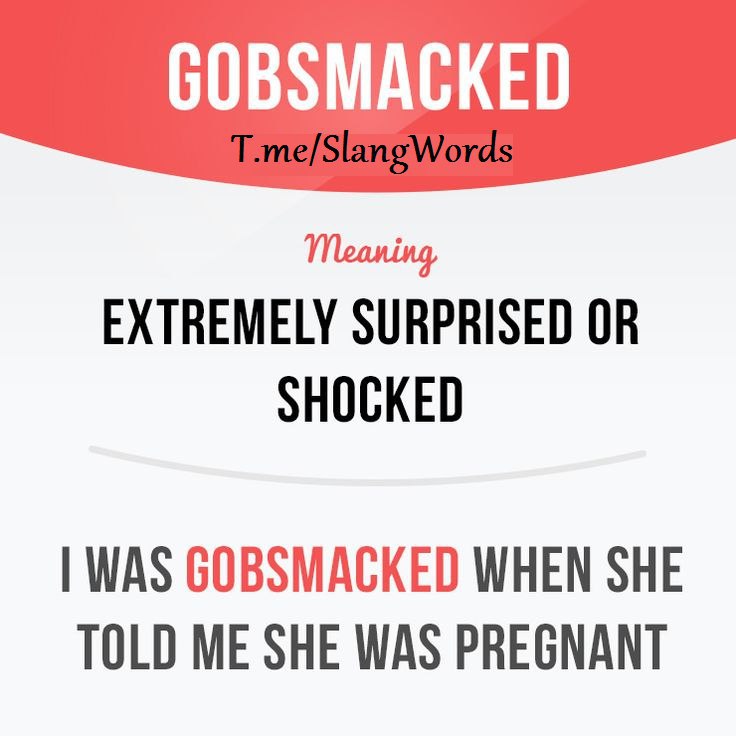 GOBSMACKED
T.me/SlangWords
Meaning
EXTREMELY SURPRISED OR
SHOCKED
I WAS GOBSMACKED WHEN SHE
TOLD ME SHE WAS PREGNANT